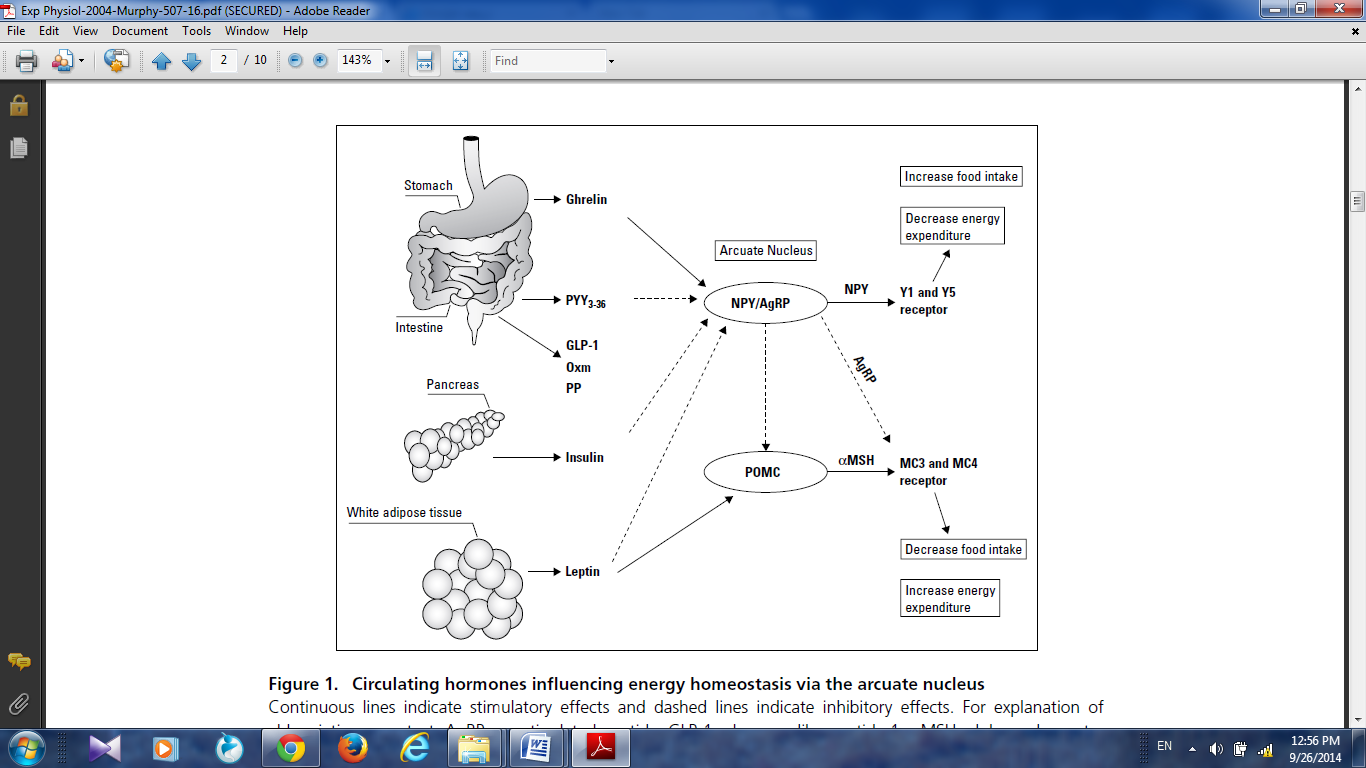 Exp Physiol-2004-Murphy-507-16.pdf (SECURED) - Adobe Reader
File Edit View Document Tools Window Help
2 / 10 143% Find
Stomach
Ghrelin
Increase food intake
Decrease energy
expenditure
Arcuate Nucleus
PYY3-36
NPY/AgRP
NPY
Y1 and Y5
receptor
Intestine
GLP-1
Oxm
PP
AgRP
Pancreas
Insulin
POMC
αMSH
MC3 and MC4
receptor
White adipose tissue
Leptin
Decrease food intake
Increase energy
expenditure
Figure 1. Circulating hormones influencing energy homeostasis via the arcuate nucleus
Continuous lines indicate stimulatory effects and dashed lines indicate inhibitory effects. For explanation of
EN
12:56 PM
9/26/2014